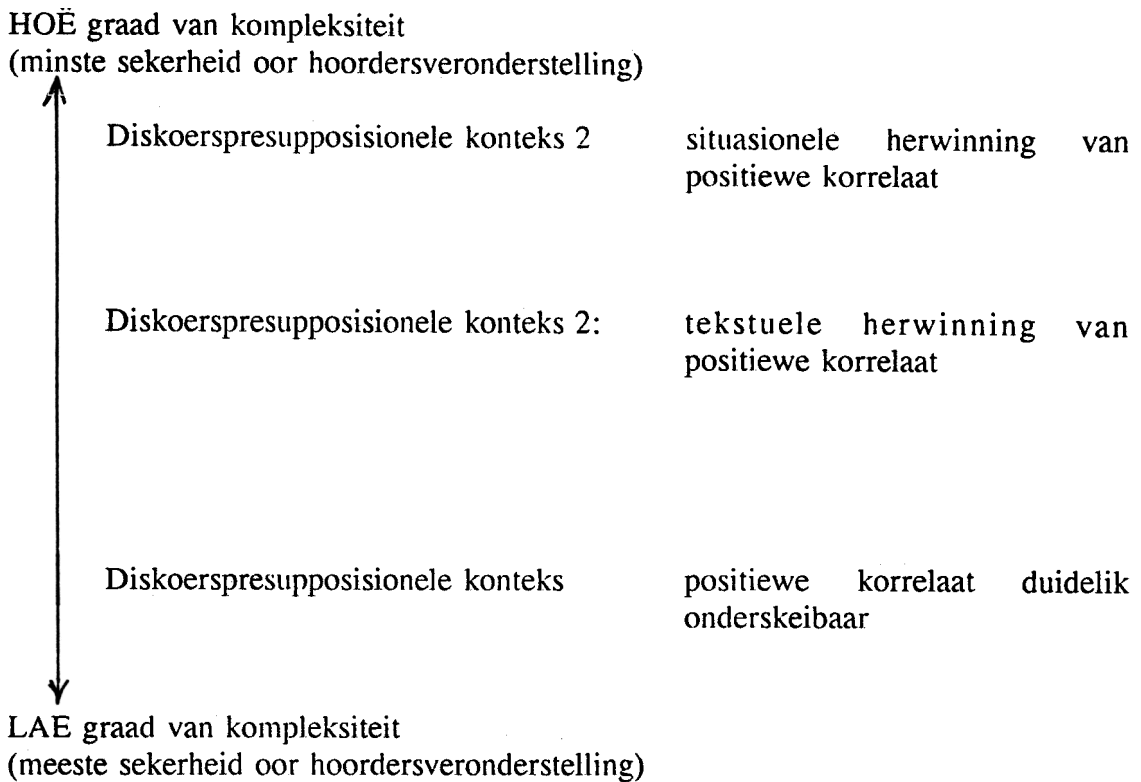 HOË graad van kompleksiteit
(minste sekerheid oor hoordersveronderstelling)
Diskoerspresupposisionele konteks 2 situasionele herwinning van
positiewe korrelaat
Diskoerspresupposisionele konteks 2: tekstuele herwinning van
positiewe korrelaat
Diskoerspresupposisionele konteks positiewe korrelaat duidelik
onderskeibaar
LAE graad van kompleksiteit
(meeste sekerheid oor hoordersveronderstelling)